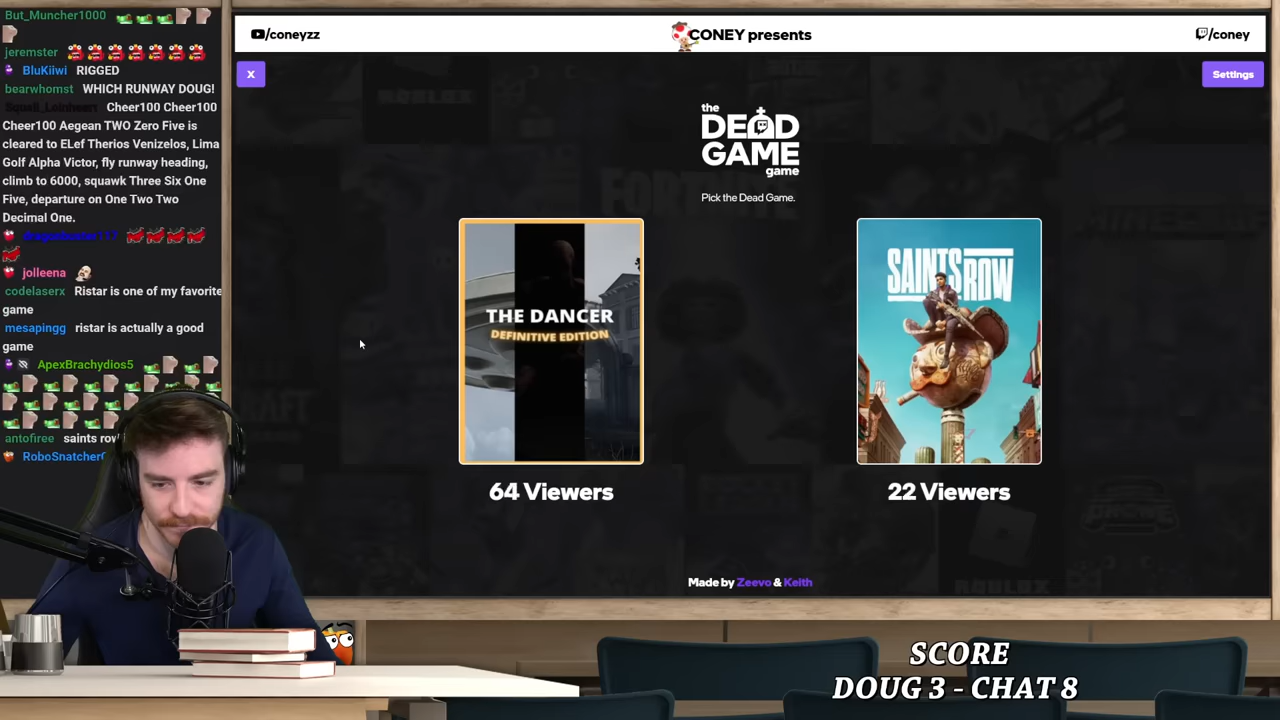 But_Muncher1000
jeremster
BluKiiwi RIGGED
bearwhomst WHICH RUNWAY DOUG!
Cheer100 Cheer100
Cheer100 Aegean TWO Zero Five is
cleared to ELef Therios Venizelos, Lima
Golf Alpha Victor, fly runway heading,
climb to 6000, squawk Three Six One
Five, departure on One Two Two
Decimal One.
jolleena
codelaserx Ristar is one of my favorite
game
mesapingg ristar is actually a good
game
ApexBrachydios5
antofiree saints row
RoboSnatcher
/coneyzz
CONEY presents
/coney
X
Settings
the
DEAD
GAME
game
Pick the Dead Game.
THE DANCER
DEFINITIVE EDITION
SAINTS ROW
64 Viewers
22 Viewers
Made by Zeevo & Keith
SCORE
DOUG 3 - CHAT 8
FORTNITE
ROBLOX